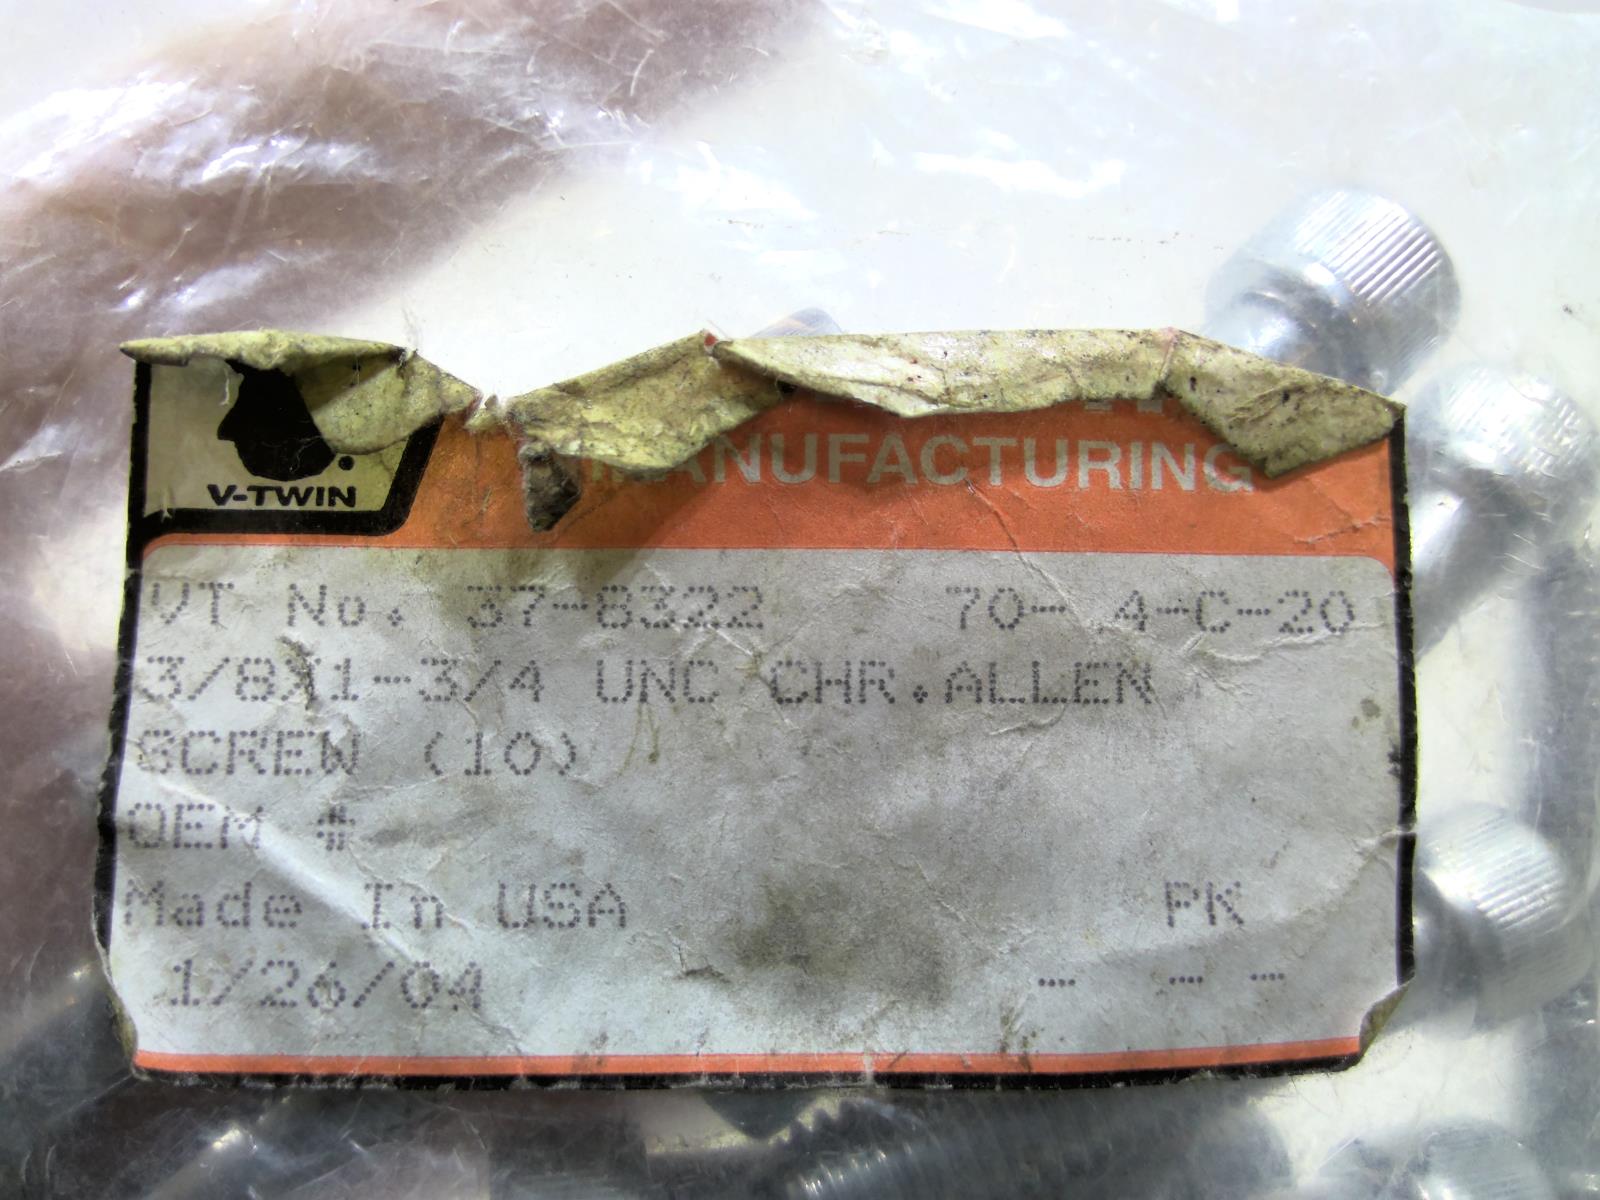 V-TWIN
MANUFACTURING
VT No. 37-8322 70- .4-C-20
3/8X1-3/4 UNC CHR.ALLEN
SCREW (10)
OEM #
Made In USA PK
1/26/04 - - -